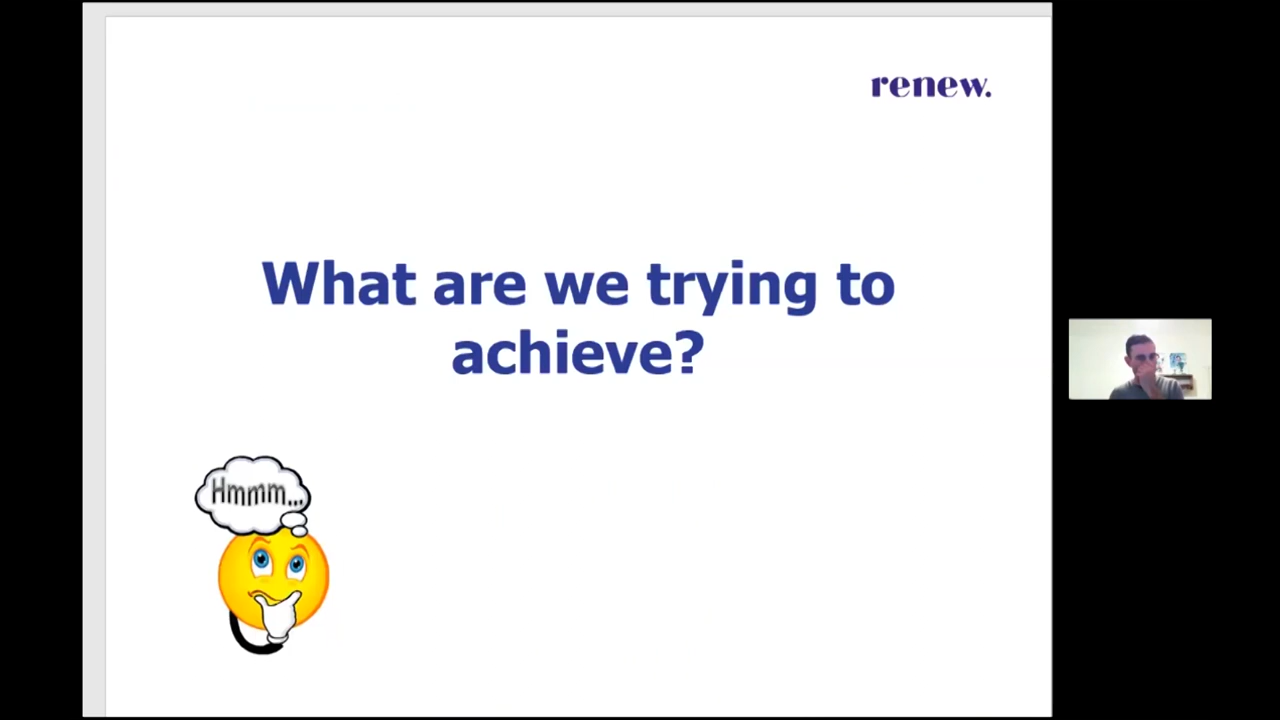 renew.
What are we trying to
achieve?
Hmmm...